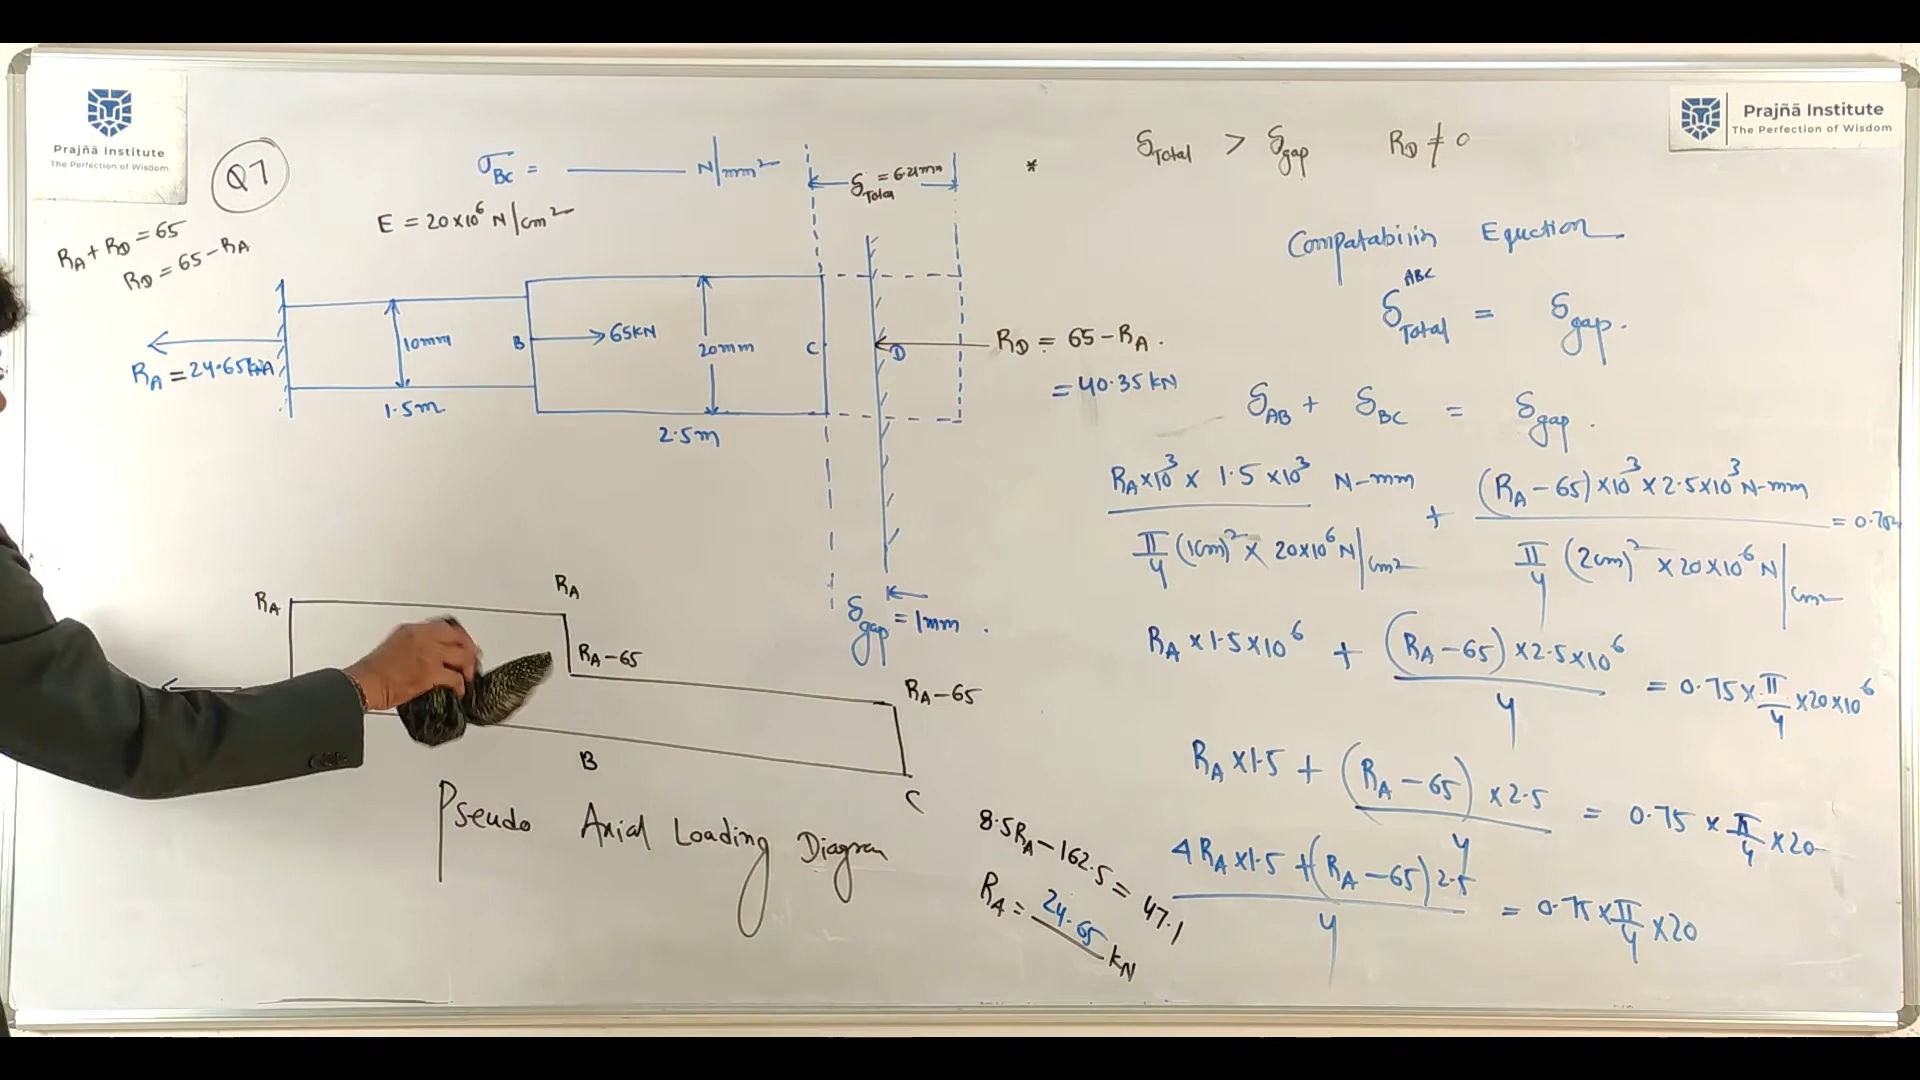 Prajñā Institute
The Perfection of Wisdom
Q7
σBC = ______ N/mm²
E = 20×10⁶ N/cm²
RA + RD = 65
RD = 65 - RA
δTotal = 6.21mm
RA = 24.65kN
10mm
1.5m
B
65KN
20mm
2.5m
C
D
RD = 65 - RA.
= 40.35 kN
δgap = 1mm.
RA
RA
RA - 65
RA - 65
B
C
Pseudo Axial Loading Diagram
8.5RA - 162.5 = 47.1
RA = 24.65 kN
* δTotal > δgap RD ≠ 0
Prajñā Institute
The Perfection of Wisdom
Compatabiliy Equction
ABC
δTotal = δgap.
δAB + δBC = δgap.
RA×10³ × 1.5×10³ N-mm / π/4 (1cm)² × 20×10⁶ N/cm² + (RA - 65)×10³×2.5×10³ N-mm / π/4 (2cm)² × 20×10⁶ N/cm²
RA × 1.5×10⁶ + (RA - 65)×2.5×10⁶ / 4 = 0.75 × π/4 × 20×10⁶
RA×1.5 + (RA - 65) × 2.5 / 4 = 0.75 × π/4 × 20
4 RA×1.5 + (RA - 65) 2.5 / 4 = 0.75 × π/4 × 20